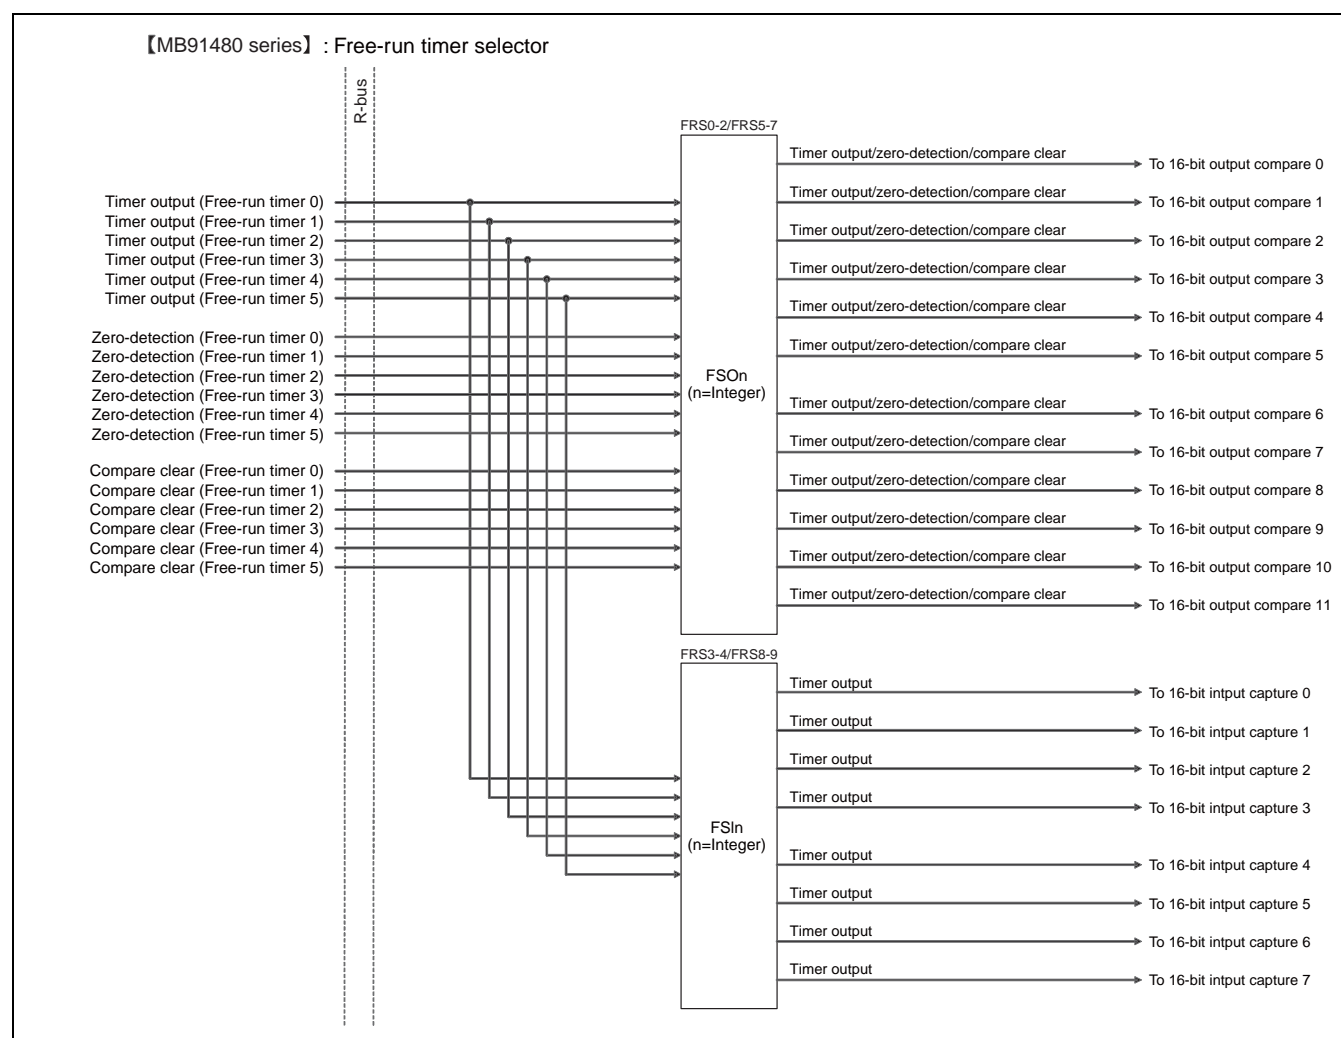 【MB91480 series】: Free-run timer selector
R-bus
FRS0-2/FRS5-7
Timer output (Free-run timer 0)
Timer output (Free-run timer 1)
Timer output (Free-run timer 2)
Timer output (Free-run timer 3)
Timer output (Free-run timer 4)
Timer output (Free-run timer 5)
Zero-detection (Free-run timer 0)
Zero-detection (Free-run timer 1)
Zero-detection (Free-run timer 2)
Zero-detection (Free-run timer 3)
Zero-detection (Free-run timer 4)
Zero-detection (Free-run timer 5)
Compare clear (Free-run timer 0)
Compare clear (Free-run timer 1)
Compare clear (Free-run timer 2)
Compare clear (Free-run timer 3)
Compare clear (Free-run timer 4)
Compare clear (Free-run timer 5)
FSOn
(n=Integer)
Timer output/zero-detection/compare clear
To 16-bit output compare 0
Timer output/zero-detection/compare clear
To 16-bit output compare 1
Timer output/zero-detection/compare clear
To 16-bit output compare 2
Timer output/zero-detection/compare clear
To 16-bit output compare 3
Timer output/zero-detection/compare clear
To 16-bit output compare 4
Timer output/zero-detection/compare clear
To 16-bit output compare 5
Timer output/zero-detection/compare clear
To 16-bit output compare 6
Timer output/zero-detection/compare clear
To 16-bit output compare 7
Timer output/zero-detection/compare clear
To 16-bit output compare 8
Timer output/zero-detection/compare clear
To 16-bit output compare 9
Timer output/zero-detection/compare clear
To 16-bit output compare 10
Timer output/zero-detection/compare clear
To 16-bit output compare 11
FRS3-4/FRS8-9
FSIn
(n=Integer)
Timer output
To 16-bit intput capture 0
Timer output
To 16-bit intput capture 1
Timer output
To 16-bit intput capture 2
Timer output
To 16-bit intput capture 3
Timer output
To 16-bit intput capture 4
Timer output
To 16-bit intput capture 5
Timer output
To 16-bit intput capture 6
Timer output
To 16-bit intput capture 7